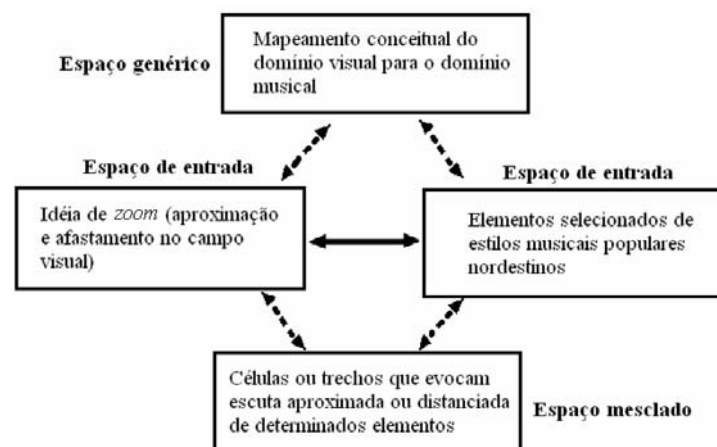 Mapeamento conceitual do
domínio visual para o domínio
musical
Espaço genérico
Espaço de entrada
Espaço de entrada
Idéia de zoom (aproximação
e afastamento no campo
visual)
Elementos selecionados de
estilos musicais populares
nordestinos
Células ou trechos que evocam
escuta aproximada ou distanciada
de determinados elementos
Espaço mesclado